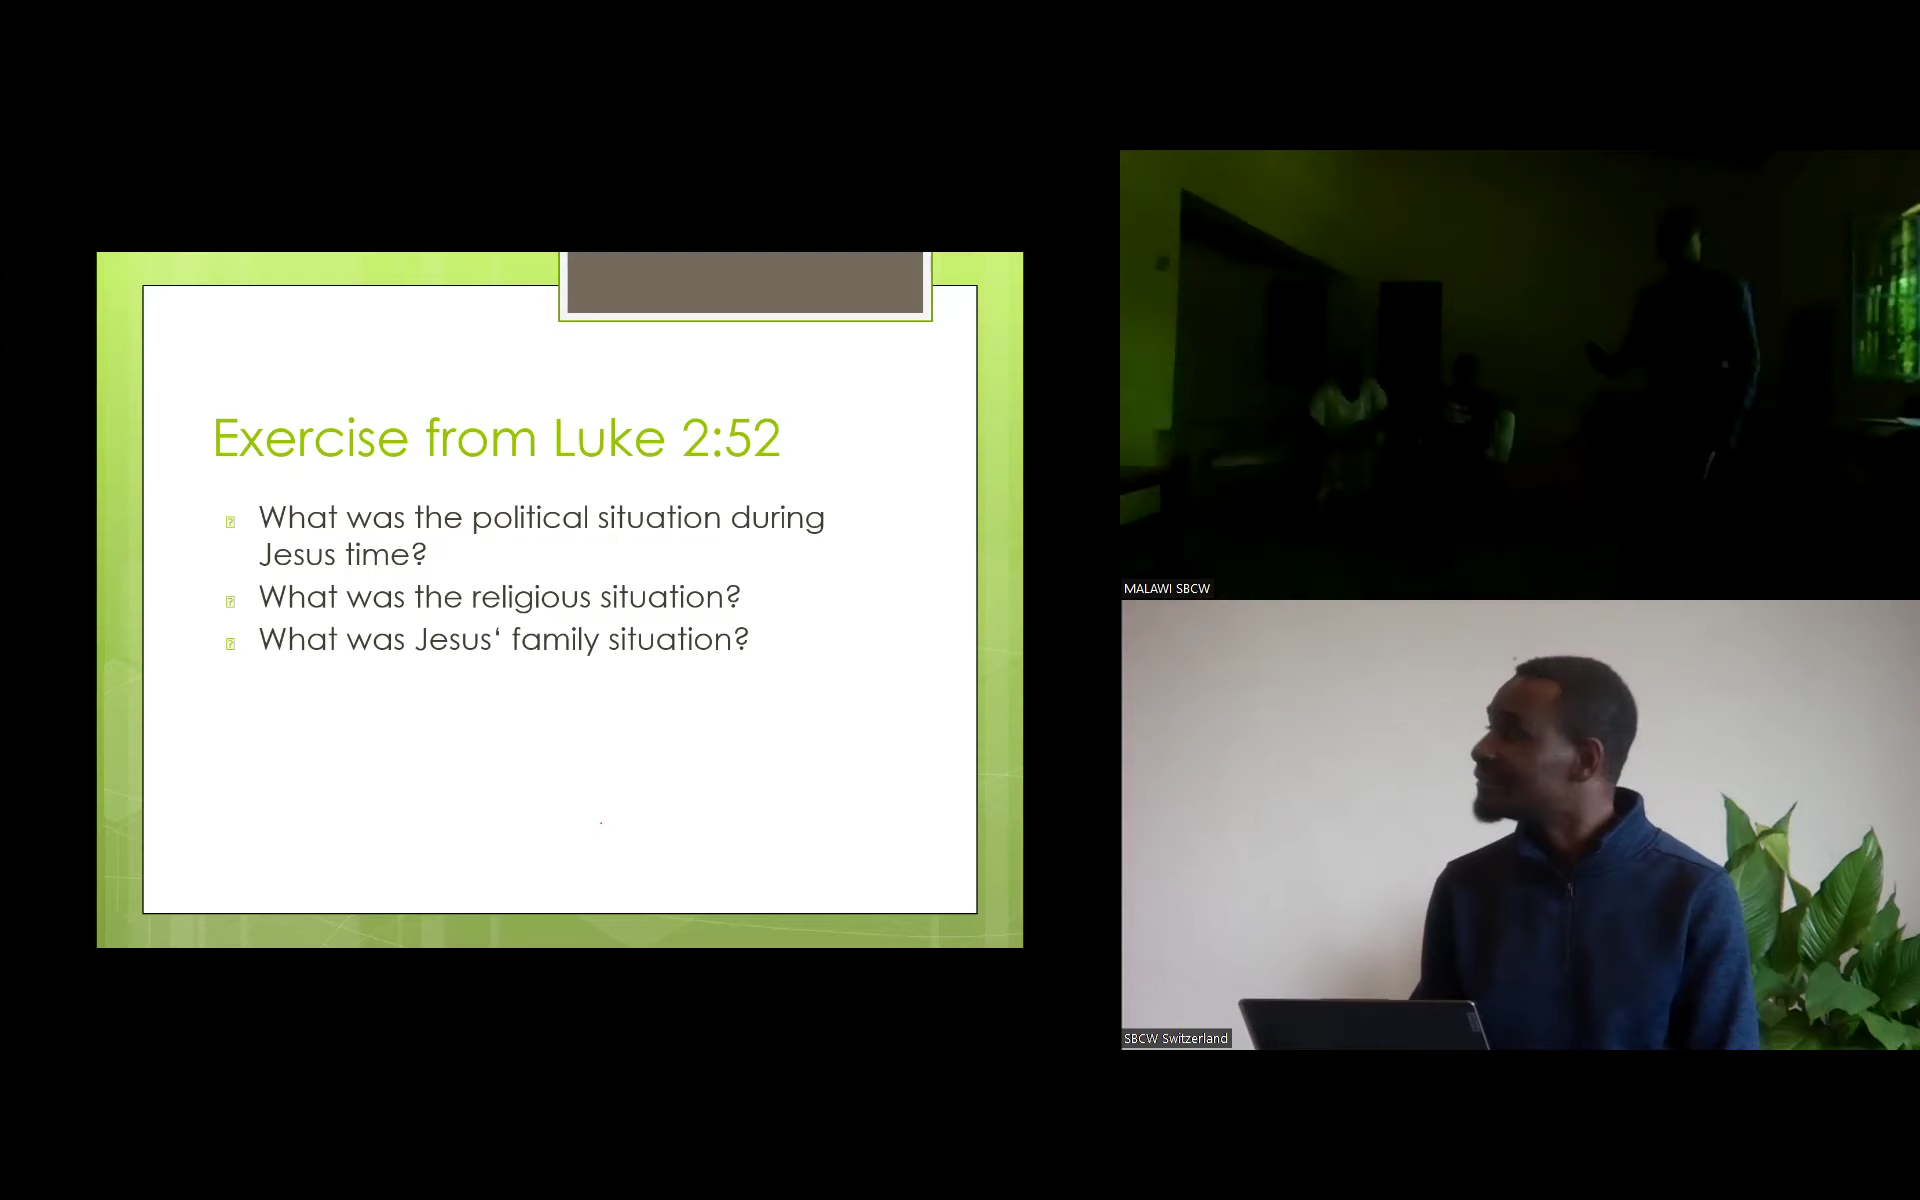 Exercise from Luke 2:52
What was the political situation during
Jesus time?
What was the religious situation?
What was Jesus‘ family situation?
MALAWI SBCW
SBCW Switzerland